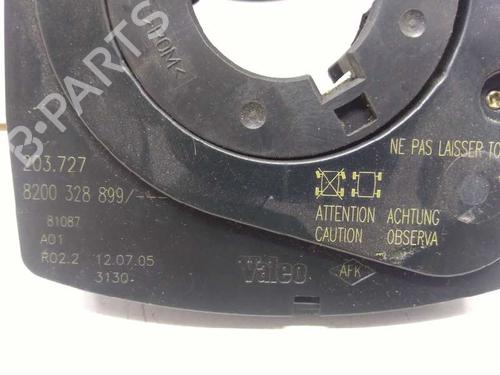 >POM<
B-PARTS
203.727
8200 328 899/---
81087
A01
R02.2 12.07.05
3130-
NE PAS LAISSER TO
ATTENTION ACHTUNG
CAUTION OBSERVA
Valeo
AFK